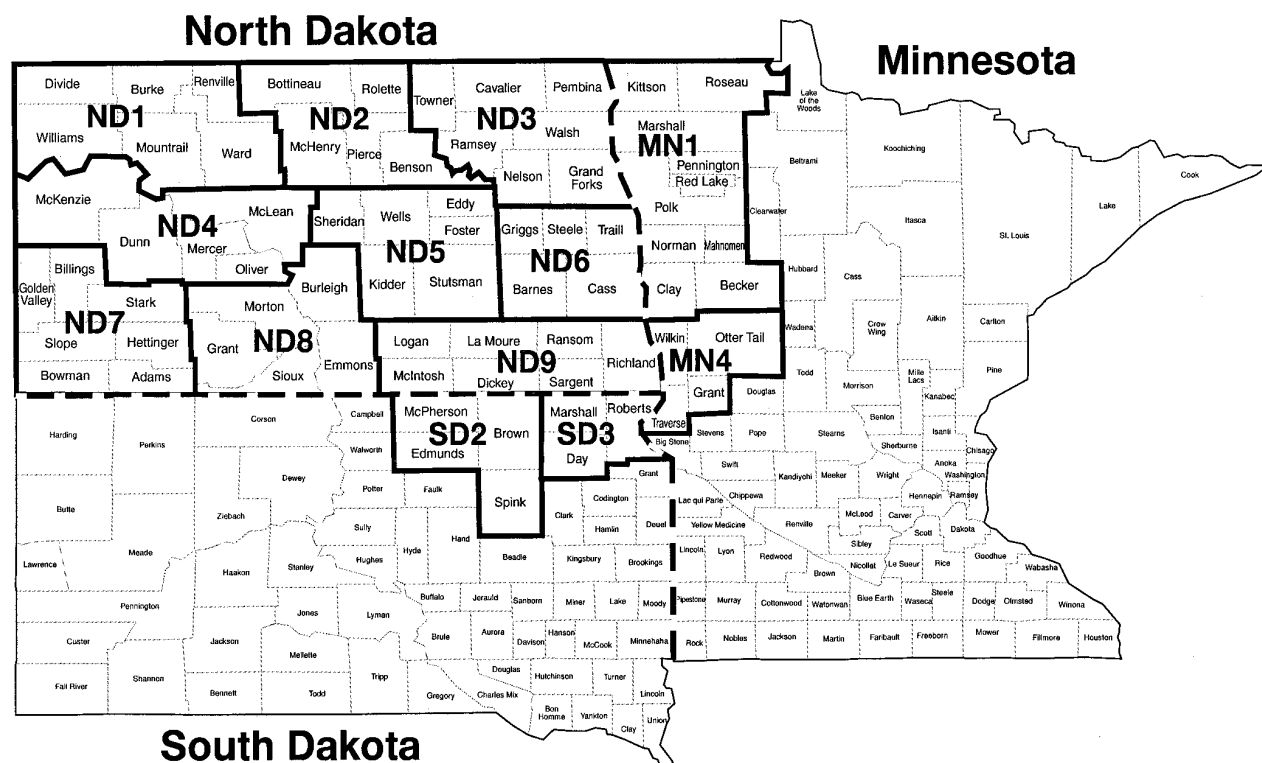 North Dakota
Minnesota
South Dakota
ND1
Divide
Burke
Renville
Williams
Mountrail
Ward
ND2
Bottineau
Rolette
McHenry
Pierce
Benson
ND3
Towner
Cavalier
Pembina
Ramsey
Walsh
Nelson
Grand
Forks
MN1
Kittson
Roseau
Marshall
Pennington
Red Lake
Polk
Norman
Mahnomen
Clay
Becker
ND4
McKenzie
McLean
Dunn
Mercer
Oliver
ND5
Sheridan
Wells
Eddy
Foster
Kidder
Stutsman
ND6
Griggs
Steele
Traill
Barnes
Cass
ND7
Golden
Valley
Billings
Stark
Slope
Hettinger
Bowman
Adams
ND8
Burleigh
Morton
Grant
Sioux
Emmons
ND9
Logan
La Moure
Ransom
Richland
McIntosh
Dickey
Sargent
MN4
Wilkin
Otter Tail
Grant
Traverse
SD2
McPherson
Brown
Edmunds
Spink
SD3
Marshall
Roberts
Day
Lake
of the
Woods
Beltrami
Koochiching
Cook
Lake
St. Louis
Itasca
Clearwater
Hubbard
Cass
Wadena
Crow
Wing
Aitkin
Carlton
Pine
Todd
Morrison
Mille
Lacs
Kanabec
Douglas
Benton
Isanti
Chisago
Stevens
Pope
Stearns
Sherburne
Anoka
Washington
Big Stone
Swift
Kandiyohi
Meeker
Wright
Hennepin
Ramsey
Lac qui Parle
Chippewa
McLeod
Carver
Scott
Dakota
Yellow Medicine
Renville
Sibley
Lincoln
Lyon
Redwood
Nicollet
Le Sueur
Rice
Goodhue
Wabasha
Brown
Pipestone
Murray
Cottonwood
Watonwan
Blue Earth
Waseca
Steele
Dodge
Olmsted
Winona
Rock
Nobles
Jackson
Martin
Faribault
Freeborn
Mower
Fillmore
Houston
Harding
Perkins
Corson
Campbell
Walworth
Dewey
Potter
Faulk
Grant
Codington
Butte
Ziebach
Sully
Clark
Hamlin
Deuel
Meade
Hyde
Hand
Lawrence
Haakon
Stanley
Hughes
Beadle
Kingsbury
Brookings
Pennington
Jones
Lyman
Buffalo
Jerauld
Sanborn
Miner
Lake
Moody
Custer
Jackson
Mellette
Brule
Aurora
Davison
Hanson
McCook
Minnehaha
Fall River
Shannon
Bennett
Todd
Tripp
Gregory
Charles Mix
Douglas
Hutchinson
Turner
Lincoln
Bon
Homme
Yankton
Clay
Union